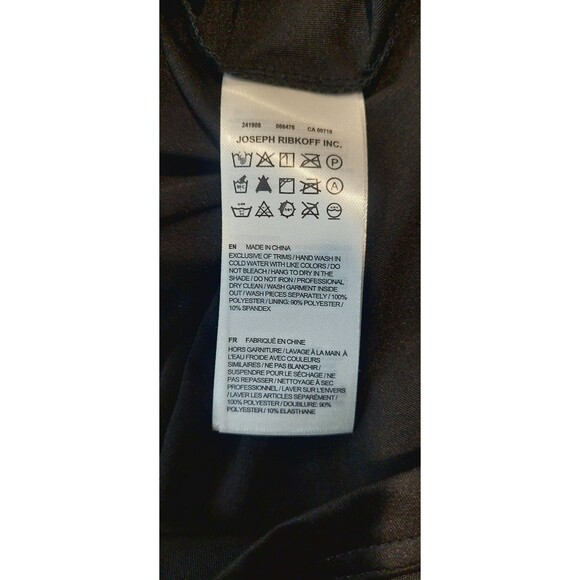 241908 068476 CA 00716
JOSEPH RIBKOFF INC.
P
A
EN MADE IN CHINA
EXCLUSIVE OF TRIMS / HAND WASH IN
COLD WATER WITH LIKE COLORS / DO
NOT BLEACH / HANG TO DRY IN THE
SHADE / DO NOT IRON / PROFESSIONAL
DRY CLEAN / WASH GARMENT INSIDE
OUT / WASH PIECES SEPARATELY / 100%
POLYESTER / LINING: 90% POLYESTER /
10% SPANDEX
FR FABRIQUÉ EN CHINE
HORS GARNITURE / LAVAGE À LA MAIN À
L'EAU FROIDE AVEC COULEURS
SIMILAIRES / NE PAS BLANCHIR /
SUSPENDRE POUR LE SÉCHAGE / NE
PAS REPASSER / NETTOYAGE À SEC
PROFESSIONNEL / LAVER SUR L'ENVERS
/ LAVER LES ARTICLES SÉPARÉMENT /
100% POLYESTER / DOUBLURE: 90%
POLYESTER / 10% ELASTHANE